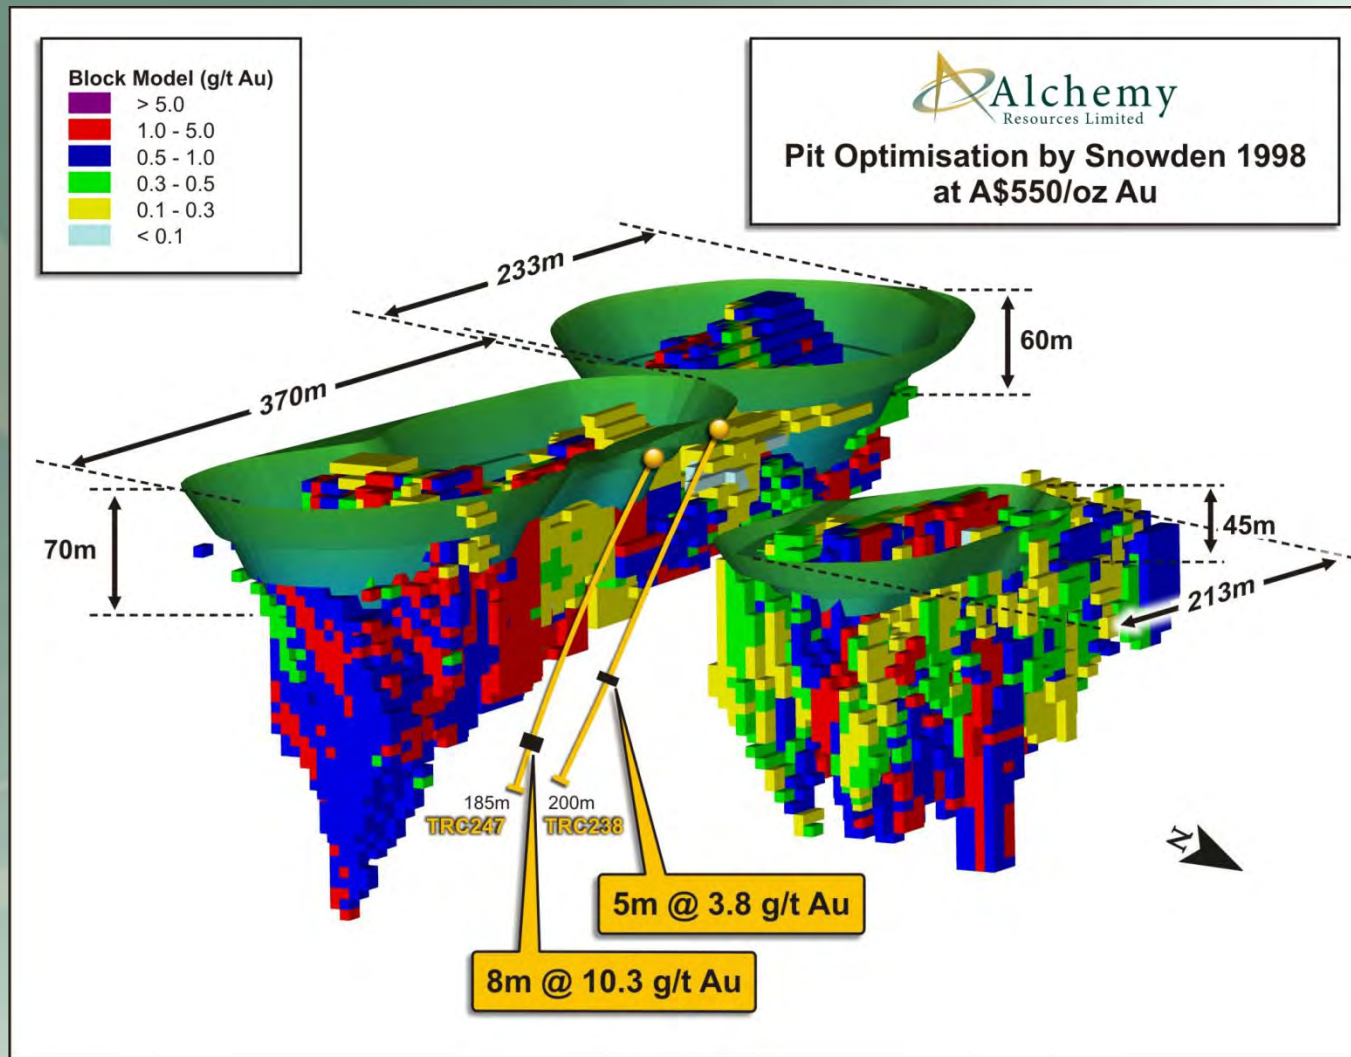 Block Model (g/t Au)
> 5.0
1.0 - 5.0
0.5 - 1.0
0.3 - 0.5
0.1 - 0.3
< 0.1
Alchemy
Resources Limited
Pit Optimisation by Snowden 1998
at A$550/oz Au
233m
60m
370m
70m
45m
213m
185m
TRC247
200m
TRC238
N
5m @ 3.8 g/t Au
8m @ 10.3 g/t Au